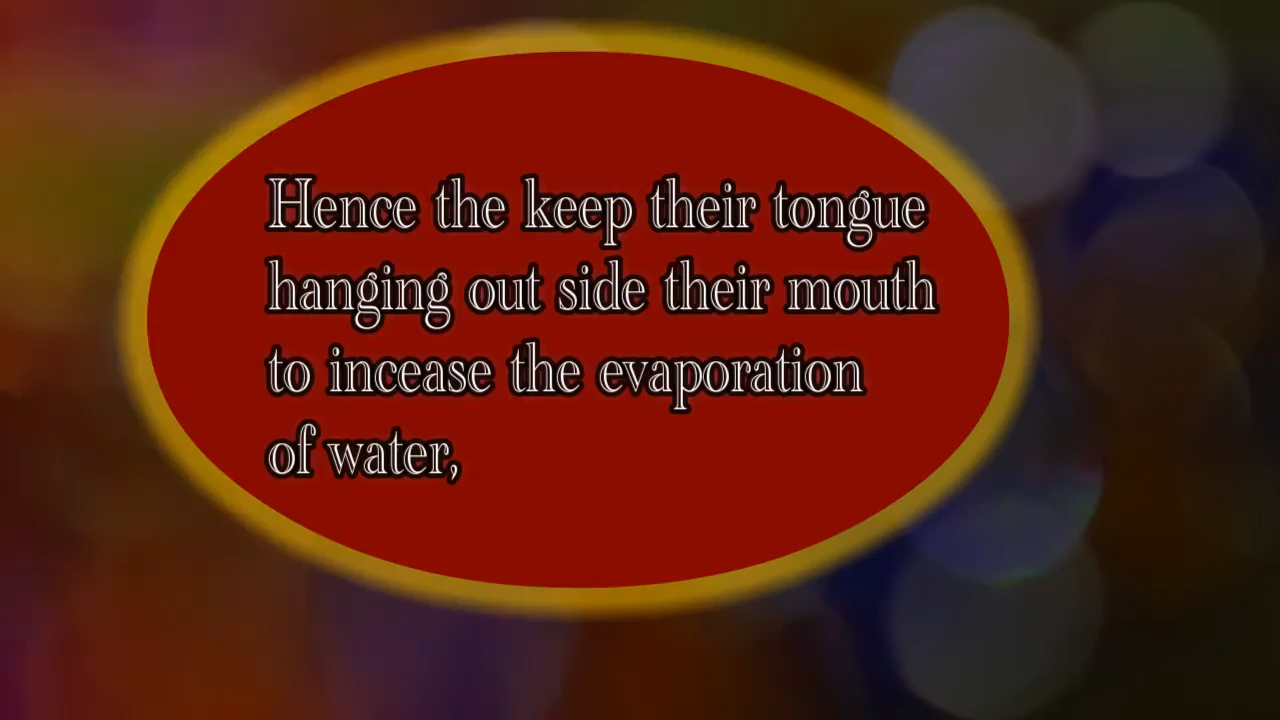 Hence the keep their tongue
hanging out side their mouth
to incease the evaporation
of water,